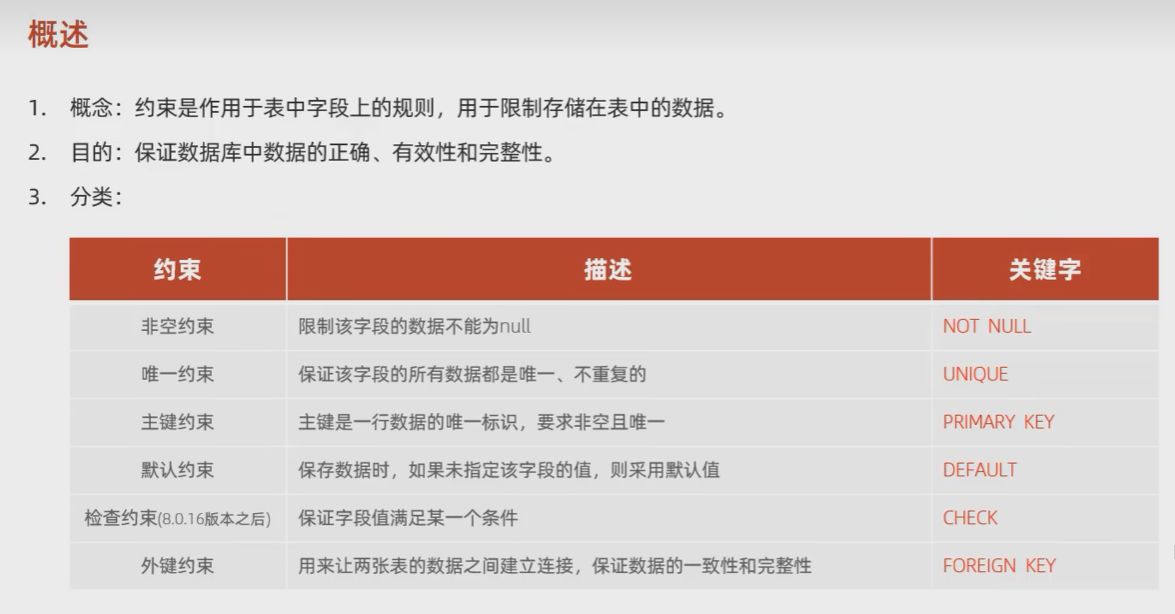 概述
1. 概念：约束是作用于表中字段上的规则，用于限制存储在表中的数据。
2. 目的：保证数据库中数据的正确、有效性和完整性。
3. 分类：
约束 描述 关键字
非空约束 限制该字段的数据不能为null NOT NULL
唯一约束 保证该字段的所有数据都是唯一、不重复的 UNIQUE
主键约束 主键是一行数据的唯一标识，要求非空且唯一 PRIMARY KEY
默认约束 保存数据时，如果未指定该字段的值，则采用默认值 DEFAULT
检查约束(8.0.16版本之后) 保证字段值满足某一个条件 CHECK
外键约束 用来让两张表的数据之间建立连接，保证数据的一致性和完整性 FOREIGN KEY